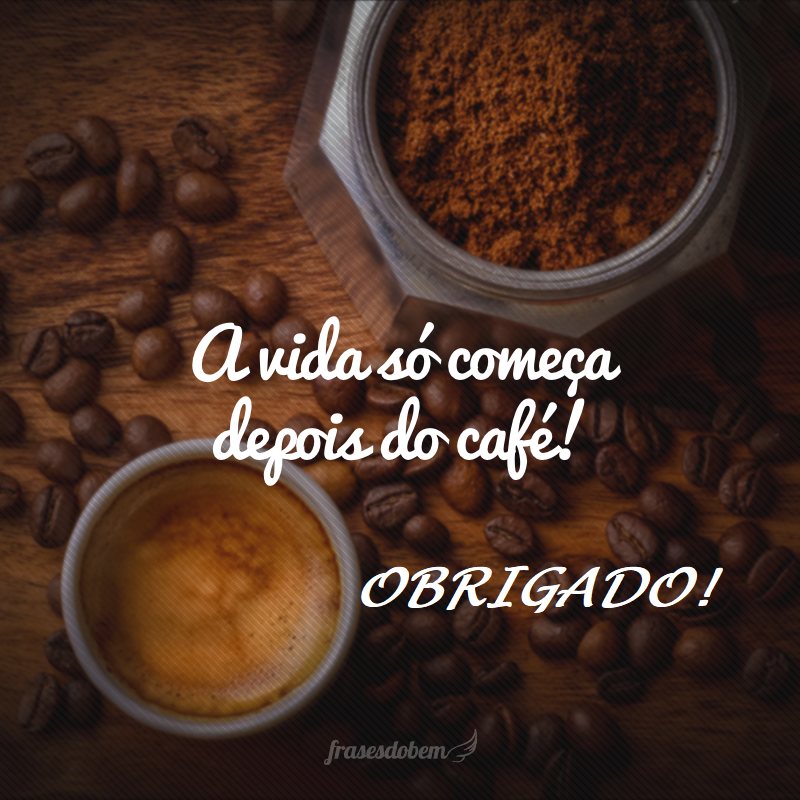 A vida só começa
depois do café!
OBRIGADO!
frasesdobem